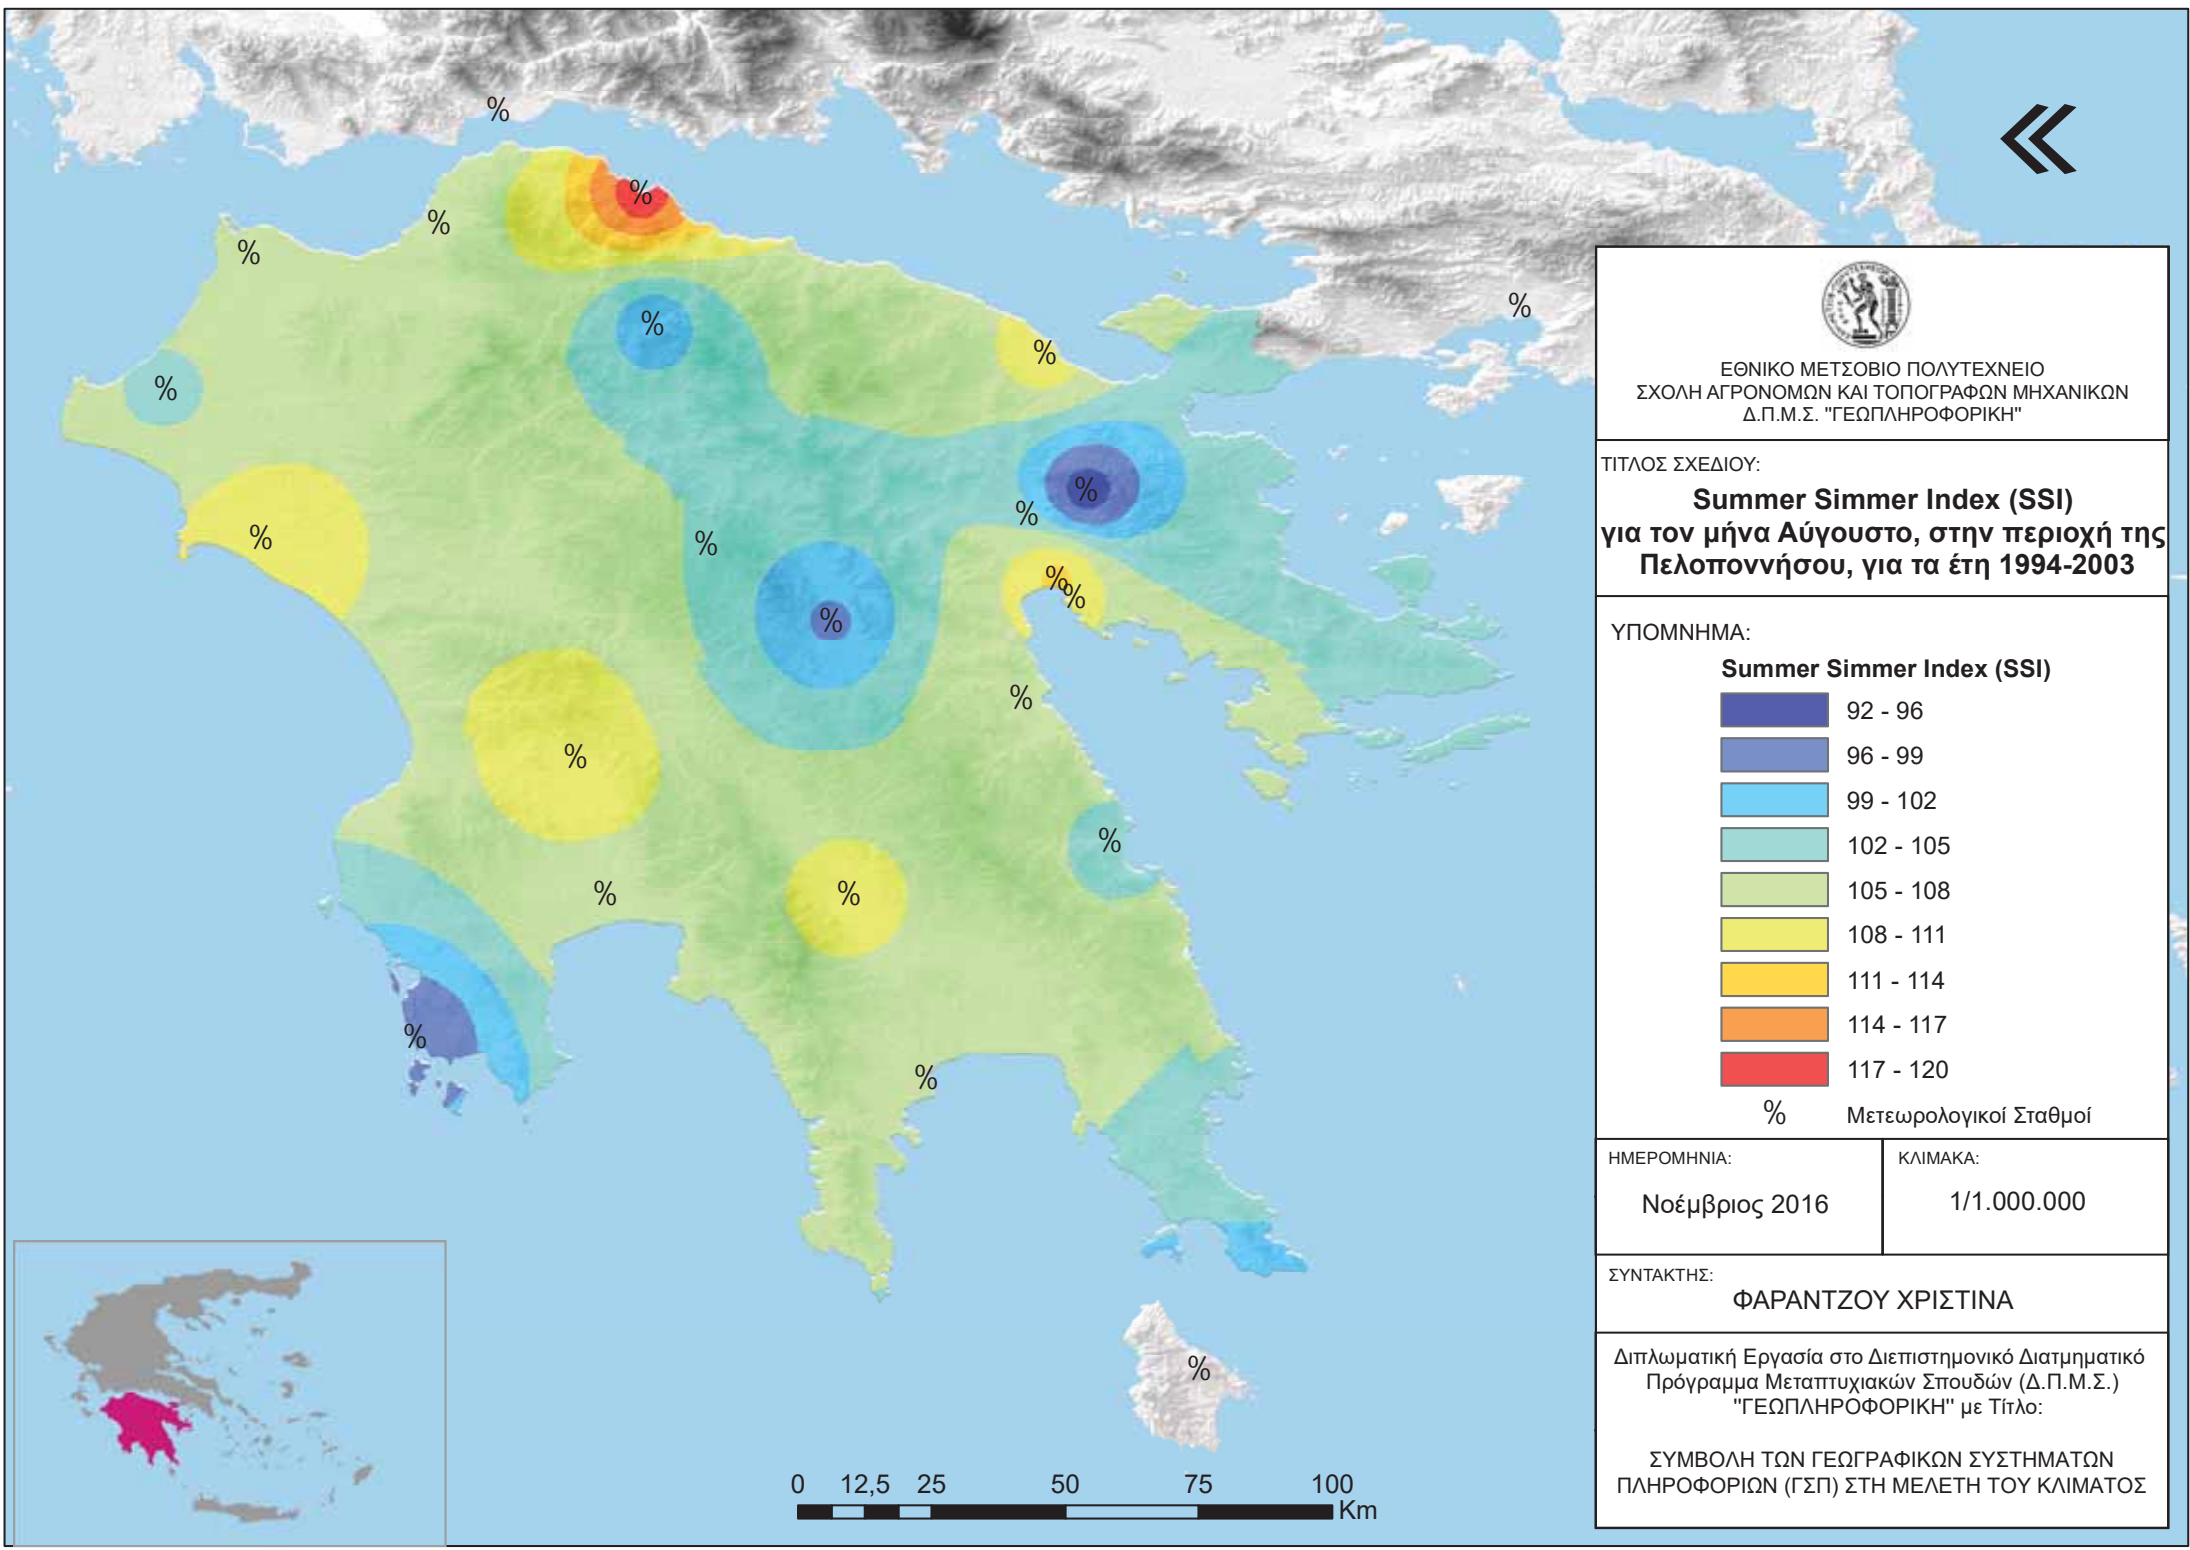 ΕΘΝΙΚΟ ΜΕΤΣΟΒΙΟ ΠΟΛΥΤΕΧΝΕΙΟ
ΣΧΟΛΗ ΑΓΡΟΝΟΜΩΝ ΚΑΙ ΤΟΠΟΓΡΑΦΩΝ ΜΗΧΑΝΙΚΩΝ
Δ.Π.Μ.Σ. "ΓΕΩΠΛΗΡΟΦΟΡΙΚΗ"
ΤΙΤΛΟΣ ΣΧΕΔΙΟΥ:
Summer Simmer Index (SSI)
για τον μήνα Αύγουστο, στην περιοχή της
Πελοποννήσου, για τα έτη 1994-2003
ΥΠΟΜΝΗΜΑ:
Summer Simmer Index (SSI)
92 - 96
96 - 99
99 - 102
102 - 105
105 - 108
108 - 111
111 - 114
114 - 117
117 - 120
% Μετεωρολογικοί Σταθμοί
ΗΜΕΡΟΜΗΝΙΑ:
Νοέμβριος 2016
ΚΛΙΜΑΚΑ:
1/1.000.000
ΣΥΝΤΑΚΤΗΣ:
ΦΑΡΑΝΤΖΟΥ ΧΡΙΣΤΙΝΑ
Διπλωματική Εργασία στο Διεπιστημονικό Διατμηματικό
Πρόγραμμα Μεταπτυχιακών Σπουδών (Δ.Π.Μ.Σ.)
"ΓΕΩΠΛΗΡΟΦΟΡΙΚΗ" με Τίτλο:
ΣΥΜΒΟΛΗ ΤΩΝ ΓΕΩΓΡΑΦΙΚΩΝ ΣΥΣΤΗΜΑΤΩΝ
ΠΛΗΡΟΦΟΡΙΩΝ (ΓΣΠ) ΣΤΗ ΜΕΛΕΤΗ ΤΟΥ ΚΛΙΜΑΤΟΣ
0 12,5 25 50 75 100
Km